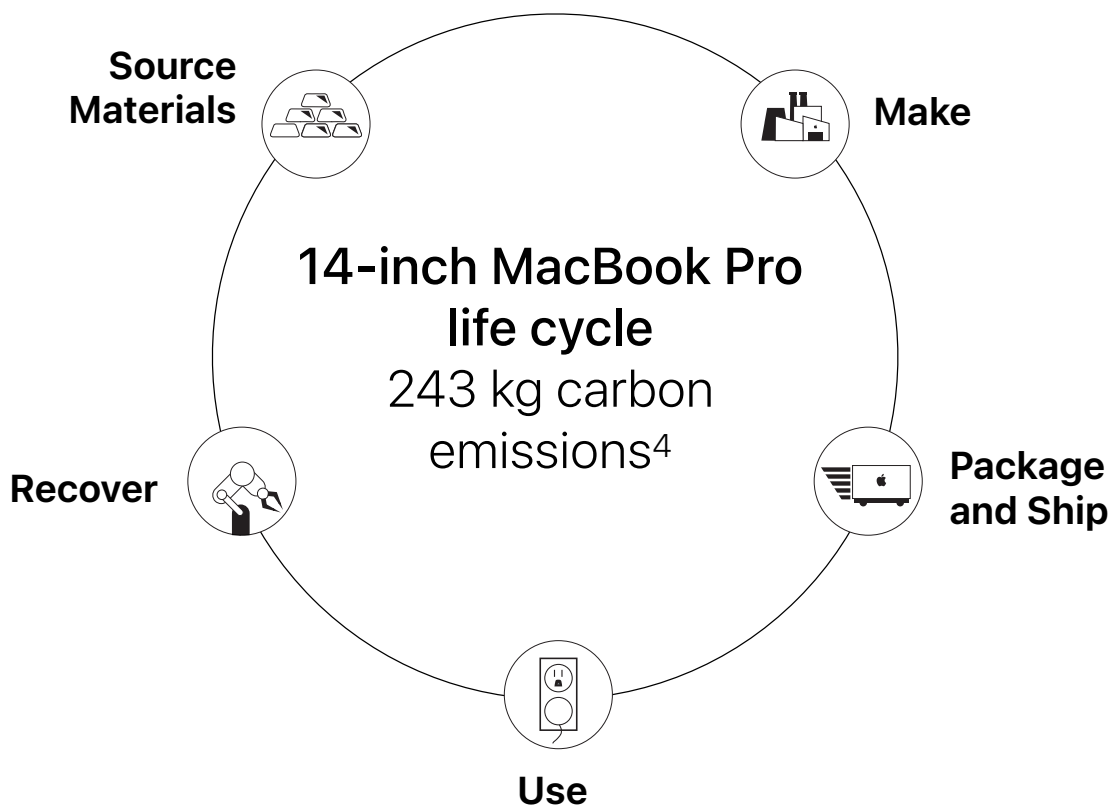 Source
Materials
Make
14-inch MacBook Pro
life cycle
243 kg carbon
emissions⁴
Recover
Package
and Ship
Use